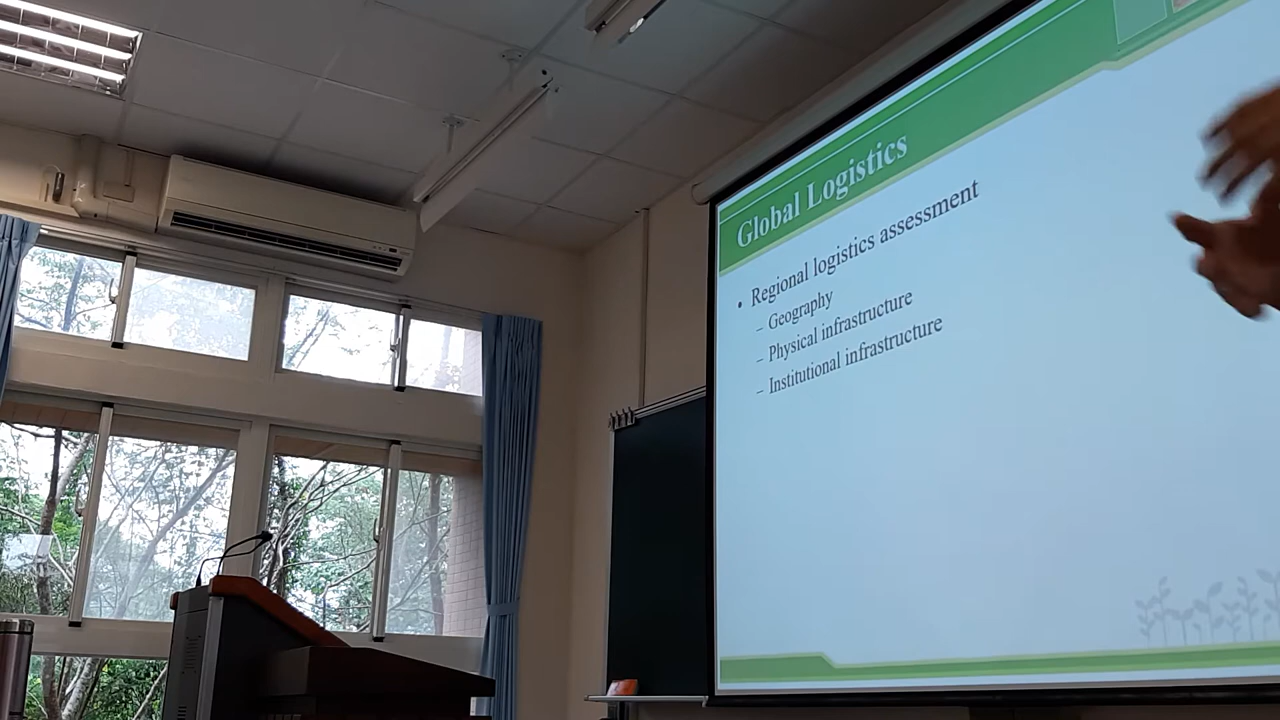 Global Logistics
• Regional logistics assessment
– Geography
– Physical infrastructure
– Institutional infrastructure